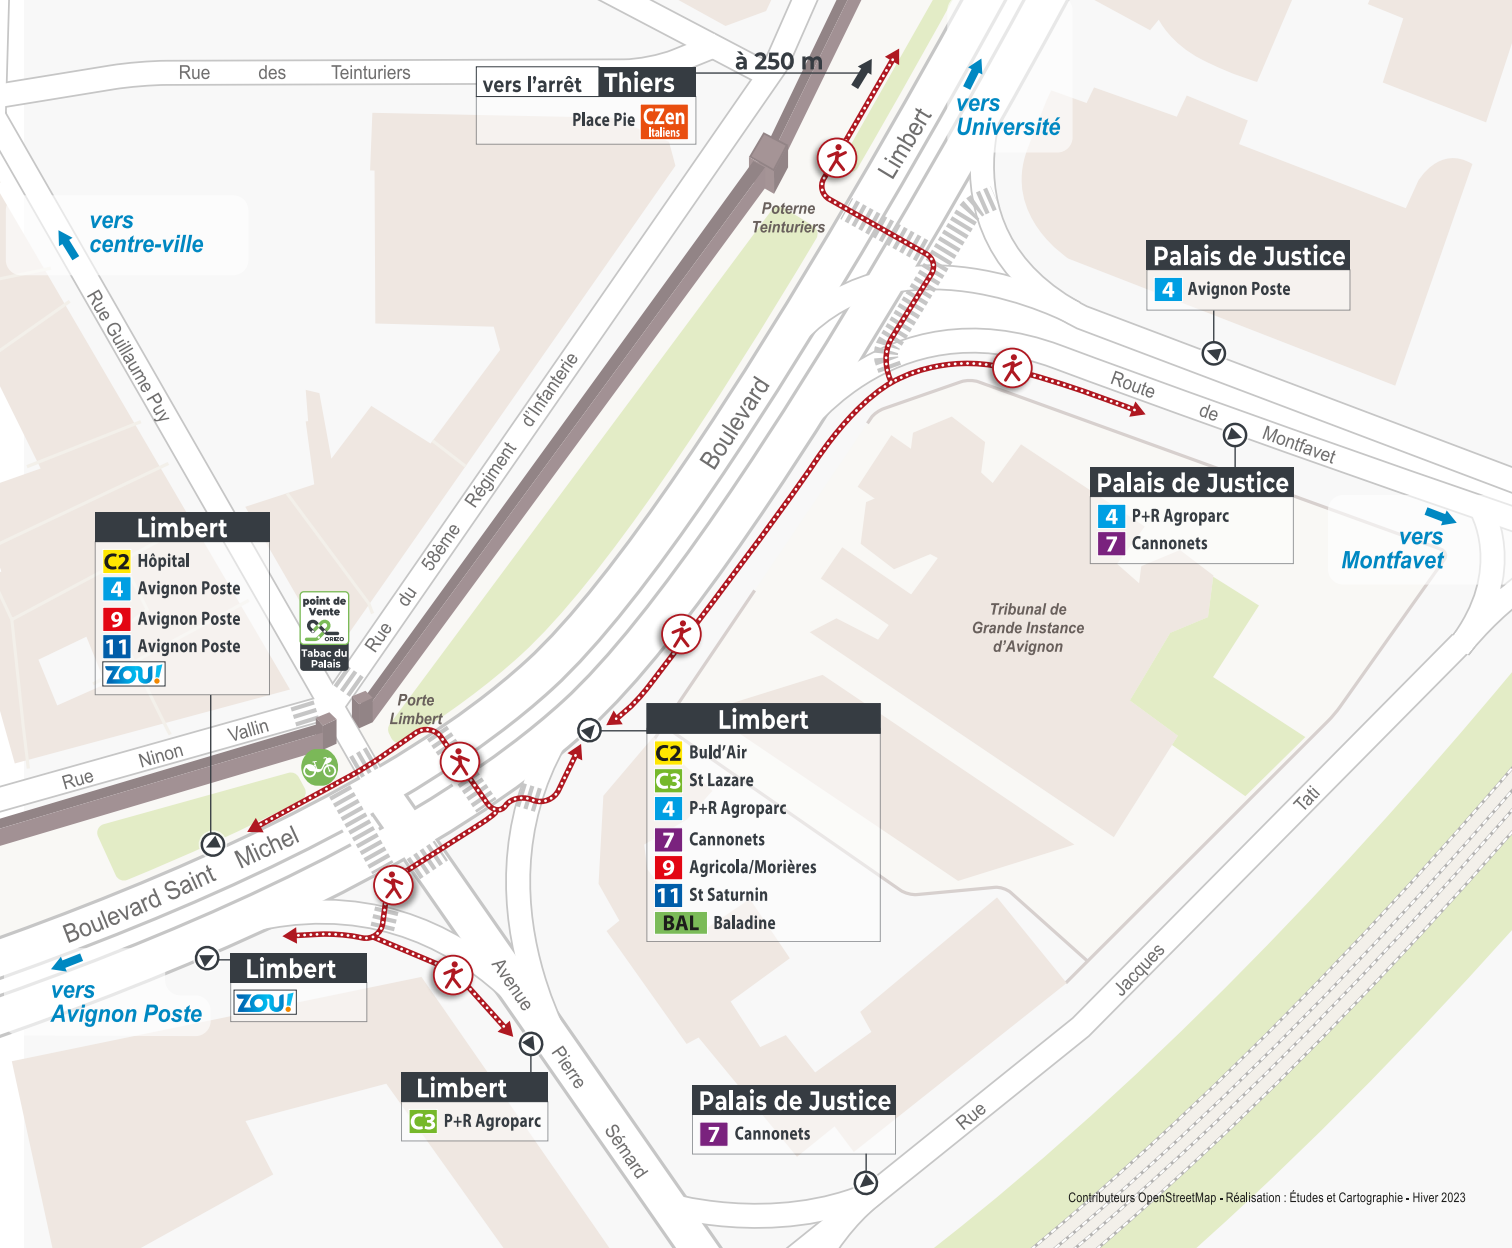 Rue des Teinturiers
vers l'arrêt Thiers
Place Pie CZen
Italiens
à 250 m
vers
Université
Limbert
Poterne
Teinturiers
vers
centre-ville
Rue Guillaume Puy
Palais de Justice
4 Avignon Poste
Route de Montfavet
Palais de Justice
4 P+R Agroparc
7 Cannonets
vers
Montfavet
Boulevard
Rue du 58ème Régiment d'Infanterie
Limbert
C2 Hôpital
4 Avignon Poste
9 Avignon Poste
11 Avignon Poste
ZOU!
point de
Vente
ORIZO
Tabac du
Palais
Tribunal de
Grande Instance
d'Avignon
Porte
Limbert
Rue Ninon Vallin
Limbert
C2 Buld'Air
C3 St Lazare
4 P+R Agroparc
7 Cannonets
9 Agricola/Morières
11 St Saturnin
BAL Baladine
Boulevard Saint Michel
vers
Avignon Poste
Limbert
ZOU!
Avenue Pierre Sémard
Limbert
C3 P+R Agroparc
Palais de Justice
7 Cannonets
Rue Jacques Tati
Contributeurs OpenStreetMap - Réalisation : Études et Cartographie - Hiver 2023